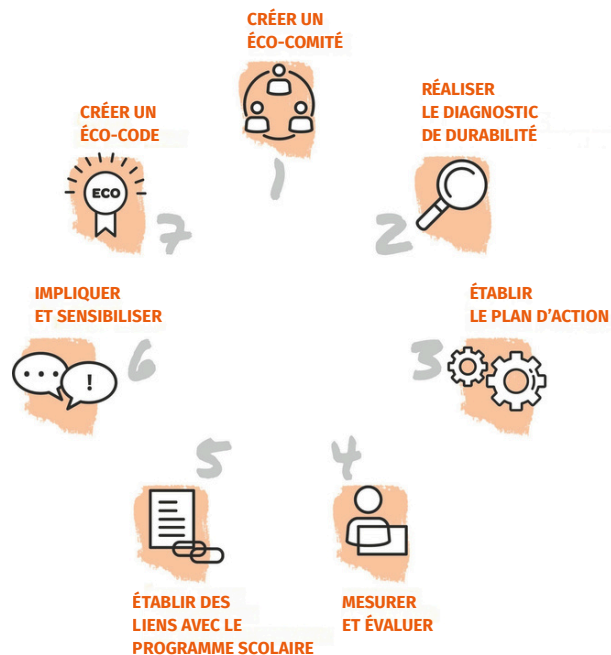 CRÉER UN
ÉCO-COMITÉ
1
RÉALISER
LE DIAGNOSTIC
DE DURABILITÉ
2
ÉTABLIR
LE PLAN D'ACTION
3
4
MESURER
ET ÉVALUER
5
ÉTABLIR DES
LIENS AVEC LE
PROGRAMME SCOLAIRE
IMPLIQUER
ET SENSIBILISER
6
...
!
CRÉER UN
ÉCO-CODE
ECO
7